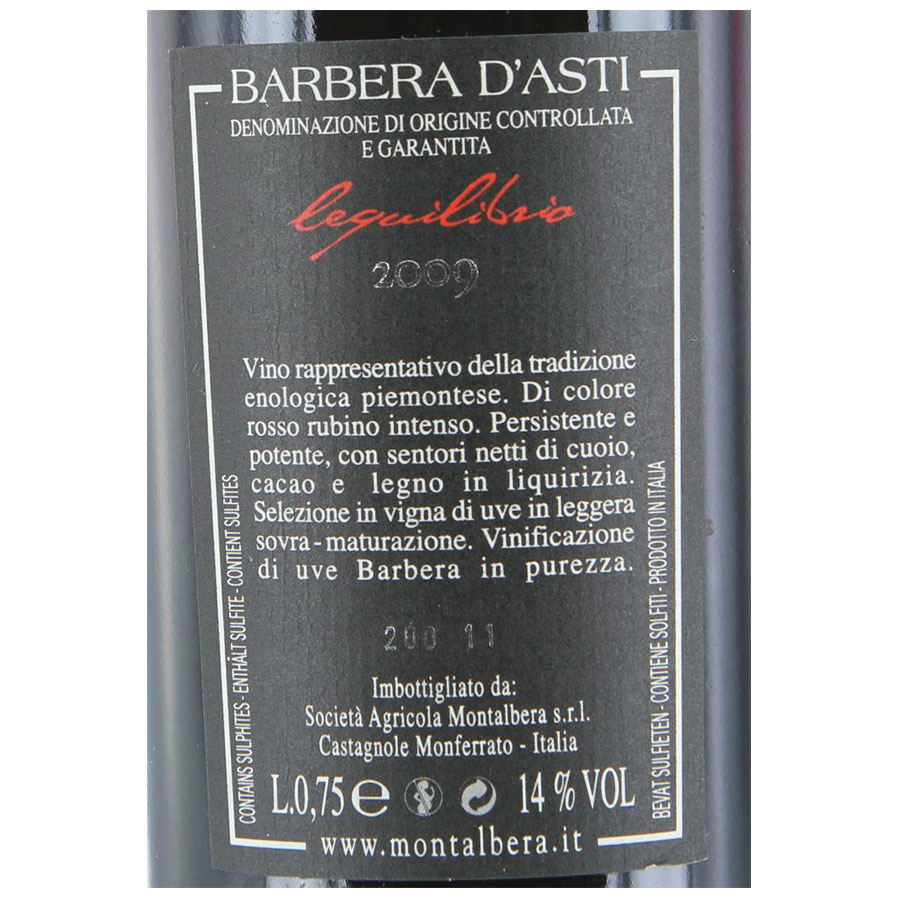 BARBERA D'ASTI
DENOMINAZIONE DI ORIGINE CONTROLLATA
E GARANTITA
lequilibrio
2009
Vino rappresentativo della tradizione
enologica piemontese. Di colore
rosso rubino intenso. Persistente e
potente, con sentori netti di cuoio,
cacao e legno in liquirizia.
Selezione in vigna di uve in leggera
sovra-maturazione. Vinificazione
di uve Barbera in purezza.
200 11
Imbottigliato da:
Società Agricola Montalbera s.r.l.
Castagnole Monferrato - Italia
L.0,75 e 14 % VOL
www.montalbera.it
CONTAINS SULPHITES - ENTHÄLT SULFITE - CONTIENT SULFITES
BEVAT SULFIETEN - CONTIENE SOLFITI - PRODOTTO IN ITALIA